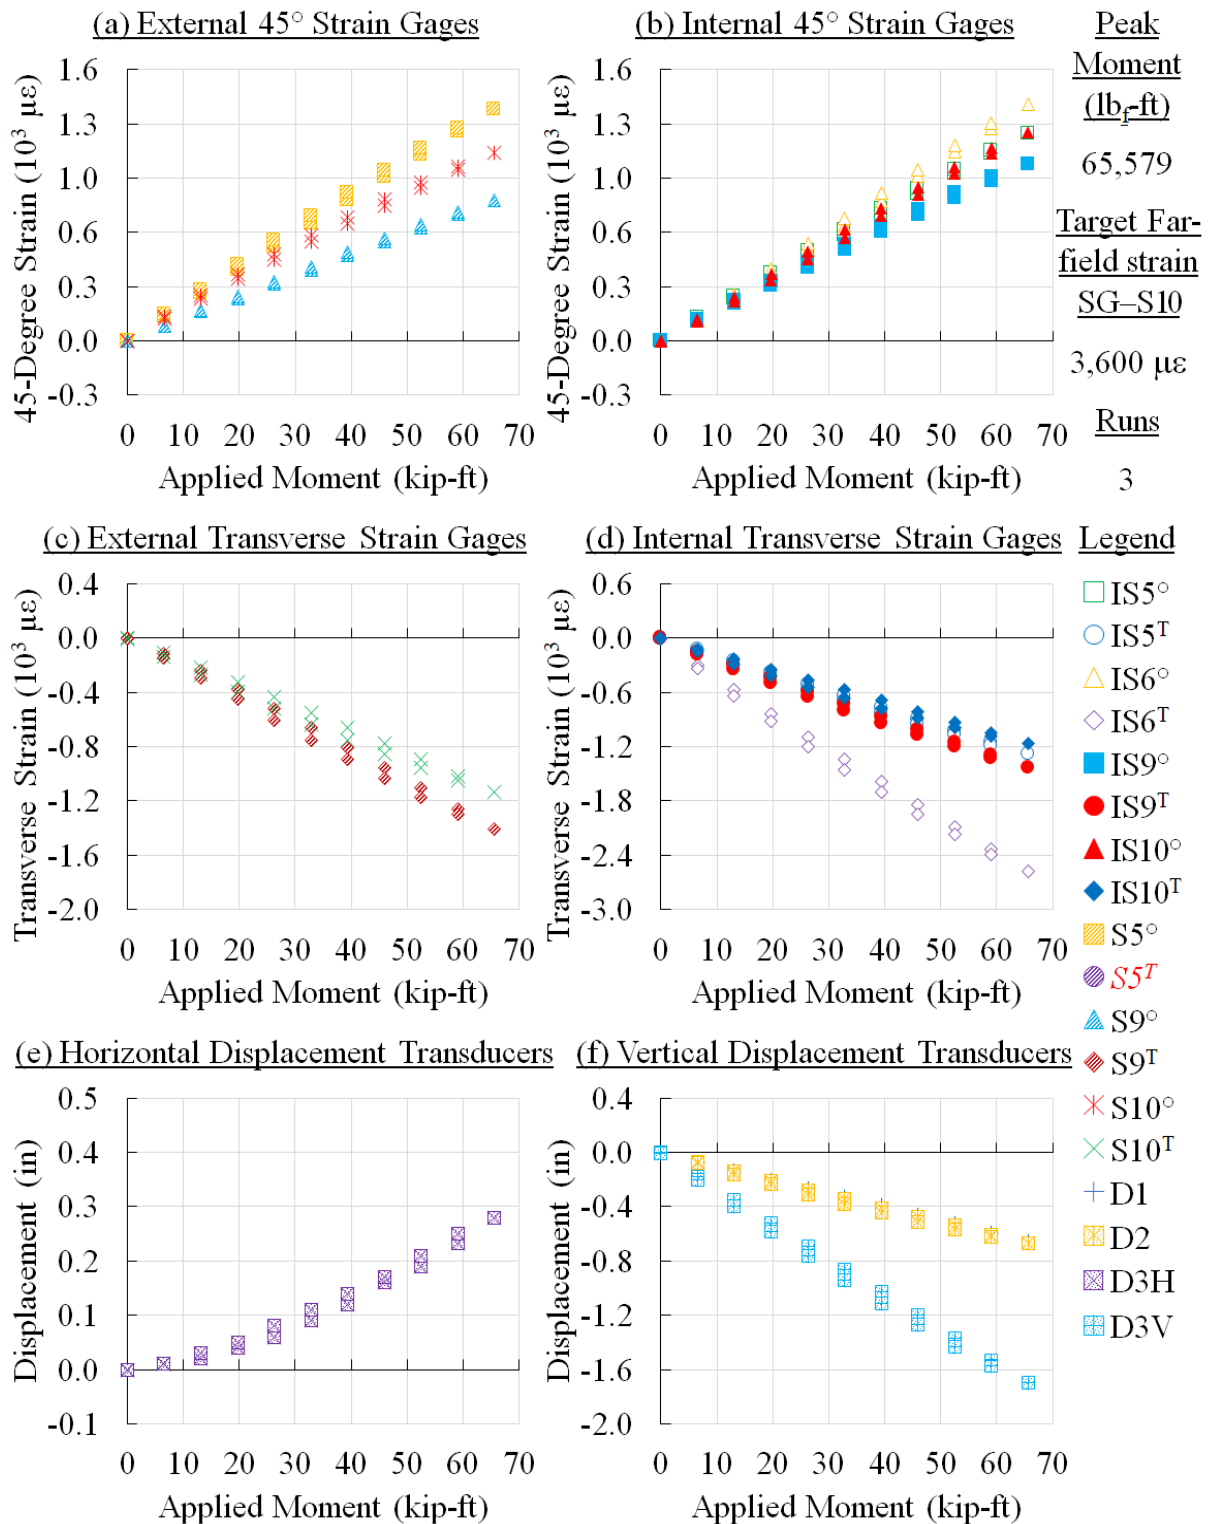 (a) External 45° Strain Gages
(b) Internal 45° Strain Gages
Peak
Moment
(lbf-ft)
65,579
Target Far-
field strain
SG–S10
3,600 με
Runs
3
45-Degree Strain (10³ με)
1.6
1.3
1.0
0.6
0.3
0.0
-0.3
0 10 20 30 40 50 60 70
Applied Moment (kip-ft)
45-Degree Strain (10³ με)
1.6
1.3
1.0
0.6
0.3
0.0
-0.3
0 10 20 30 40 50 60 70
Applied Moment (kip-ft)
(c) External Transverse Strain Gages
(d) Internal Transverse Strain Gages
Transverse Strain (10³ με)
0.4
0.0
-0.4
-0.8
-1.2
-1.6
-2.0
0 10 20 30 40 50 60 70
Applied Moment (kip-ft)
Transverse Strain (10³ με)
0.6
0.0
-0.6
-1.2
-1.8
-2.4
-3.0
0 10 20 30 40 50 60 70
Applied Moment (kip-ft)
Legend
IS5°
IS5ᵀ
IS6°
IS6ᵀ
IS9°
IS9ᵀ
IS10°
IS10ᵀ
S5°
S5ᵀ
S9°
S9ᵀ
S10°
S10ᵀ
D1
D2
D3H
D3V
(e) Horizontal Displacement Transducers
(f) Vertical Displacement Transducers
Displacement (in)
0.5
0.4
0.3
0.2
0.1
0.0
-0.1
0 10 20 30 40 50 60 70
Applied Moment (kip-ft)
Displacement (in)
0.4
0.0
-0.4
-0.8
-1.2
-1.6
-2.0
0 10 20 30 40 50 60 70
Applied Moment (kip-ft)